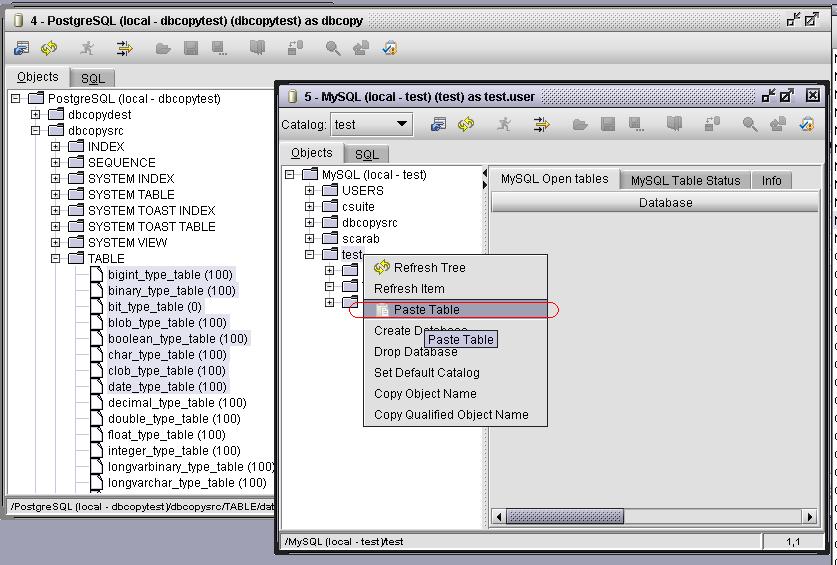 4 - PostgreSQL (local - dbcopytest) (dbcopytest) as dbcopy
Objects
SQL
PostgreSQL (local - dbcopytest)
dbcopydest
dbcopysrc
INDEX
SEQUENCE
SYSTEM INDEX
SYSTEM TABLE
SYSTEM TOAST INDEX
SYSTEM TOAST TABLE
SYSTEM VIEW
TABLE
bigint_type_table (100)
binary_type_table (100)
bit_type_table (0)
blob_type_table (100)
boolean_type_table (100)
char_type_table (100)
clob_type_table (100)
date_type_table (100)
decimal_type_table (100)
double_type_table (100)
float_type_table (100)
integer_type_table (100)
longvarbinary_type_table (100)
longvarchar_type_table (100)
/PostgreSQL (local - dbcopytest)/dbcopysrc/TABLE/dat
5 - MySQL (local - test) (test) as test.user
Catalog: test
Objects
SQL
MySQL (local - test)
USERS
csuite
dbcopysrc
scarab
test
Refresh Tree
Refresh Item
Paste Table
Create Database
Paste Table
Drop Database
Set Default Catalog
Copy Object Name
Copy Qualified Object Name
MySQL Open tables
MySQL Table Status
Info
Database
/MySQL (local - test)/test
1,1